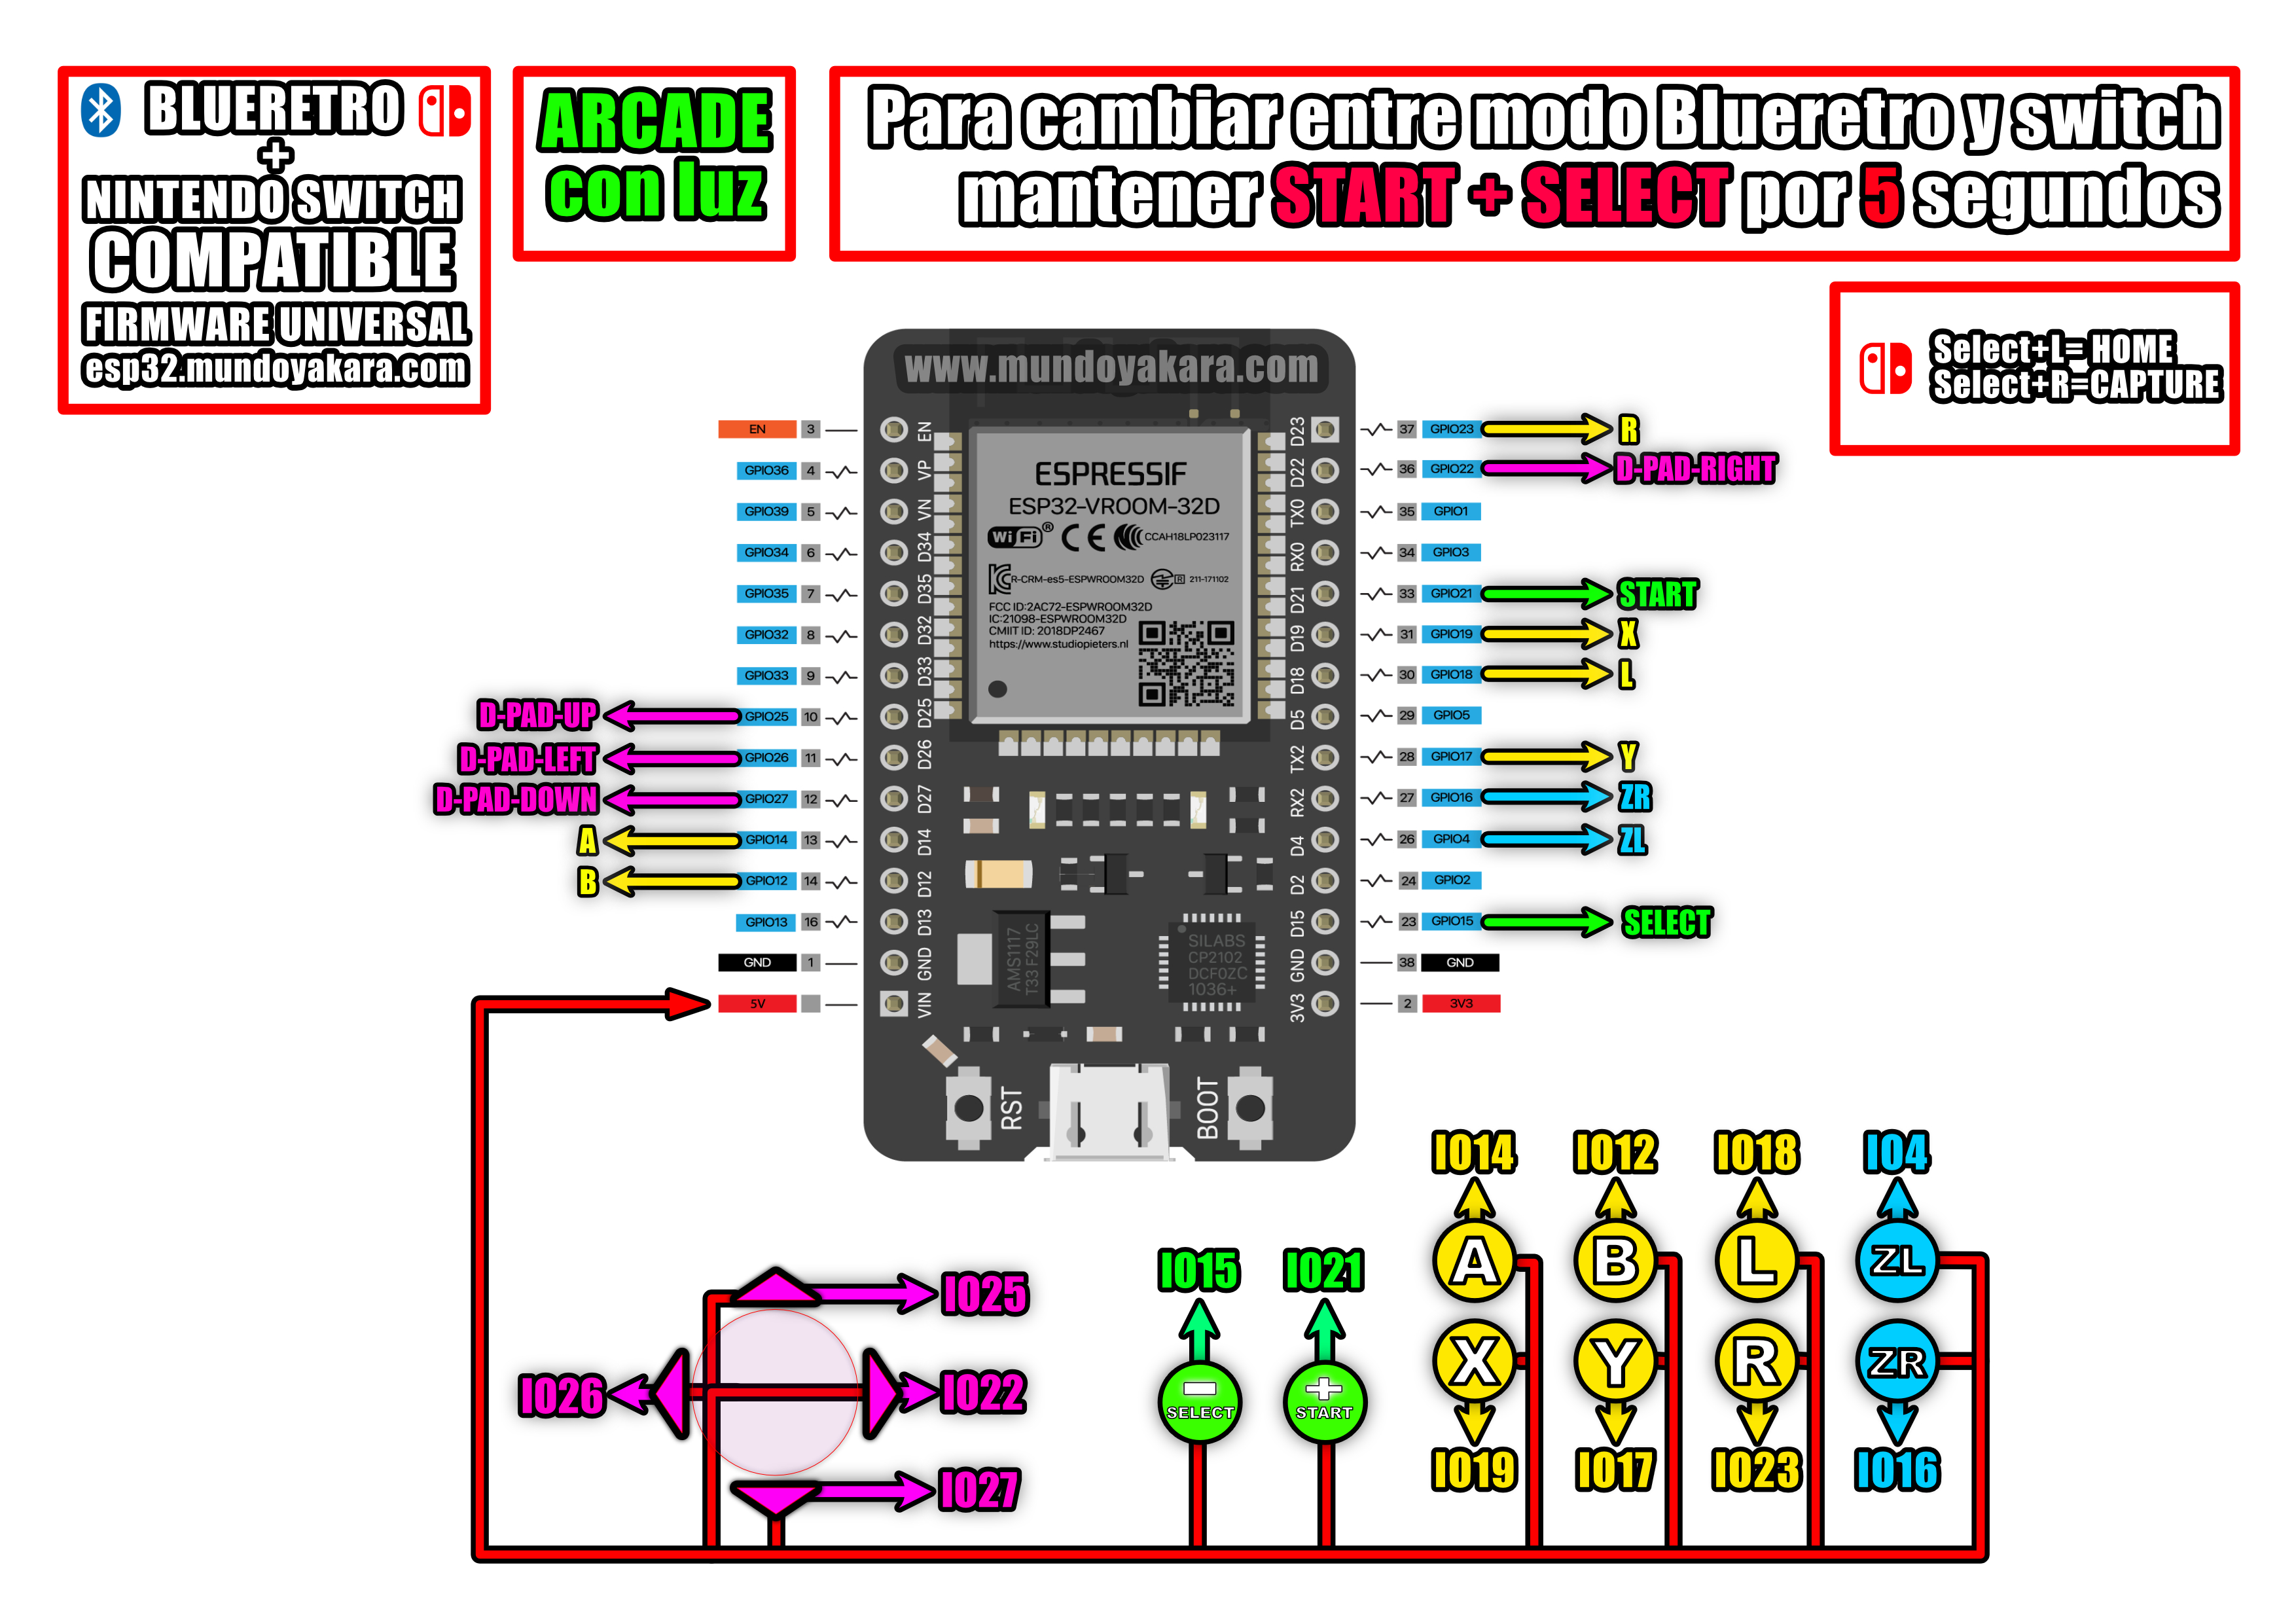 BLUERETRO
+
NINTENDO SWITCH
COMPATIBLE
FIRMWARE UNIVERSAL
esp32.mundoyakara.com
ARCADE
con luz
Para cambiar entre modo Blueretro y switch
mantener START + SELECT por 5 segundos
Select+L= HOME
Select+R=CAPTURE
www.mundoyakara.com
EN 3 EN
GPIO36 4 VP
GPIO39 5 VN
GPIO34 6 D34
GPIO35 7 D35
GPIO32 8 D32
GPIO33 9 D33
D-PAD-UP GPIO25 10 D25
D-PAD-LEFT GPIO26 11 D26
D-PAD-DOWN GPIO27 12 D27
A GPIO14 13 D14
B GPIO12 14 D12
GPIO13 16 D13
GND 1 GND
5V VIN
ESPRESSIF
ESP32-VROOM-32D
WiFi ® CE CCAH18LP023117
R-CRM-es5-ESPWROOM32D R 211-171102
FCC ID:2AC72-ESPWROOM32D
IC:21098-ESPWROOM32D
CMIIT ID: 2018DP2467
https://www.studiopieters.nl
AMS1117
T33 F29LC
SILABS
CP2102
DCF0ZC
1036+
RST
BOOT
D23 37 GPIO23 R
D22 36 GPIO22 D-PAD-RIGHT
TX0 35 GPIO1
RX0 34 GPIO3
D21 33 GPIO21 START
D19 31 GPIO19 X
D18 30 GPIO18 L
D5 29 GPIO5
TX2 28 GPIO17 Y
RX2 27 GPIO16 ZR
D4 26 GPIO4 ZL
D2 24 GPIO2
D15 23 GPIO15 SELECT
GND 38 GND
3V3 2 3V3
IO25
IO26
IO22
IO27
IO15 IO21
SELECT
+
START
IO14 IO12 IO18 IO4
A B L ZL
X Y R ZR
IO19 IO17 IO23 IO16